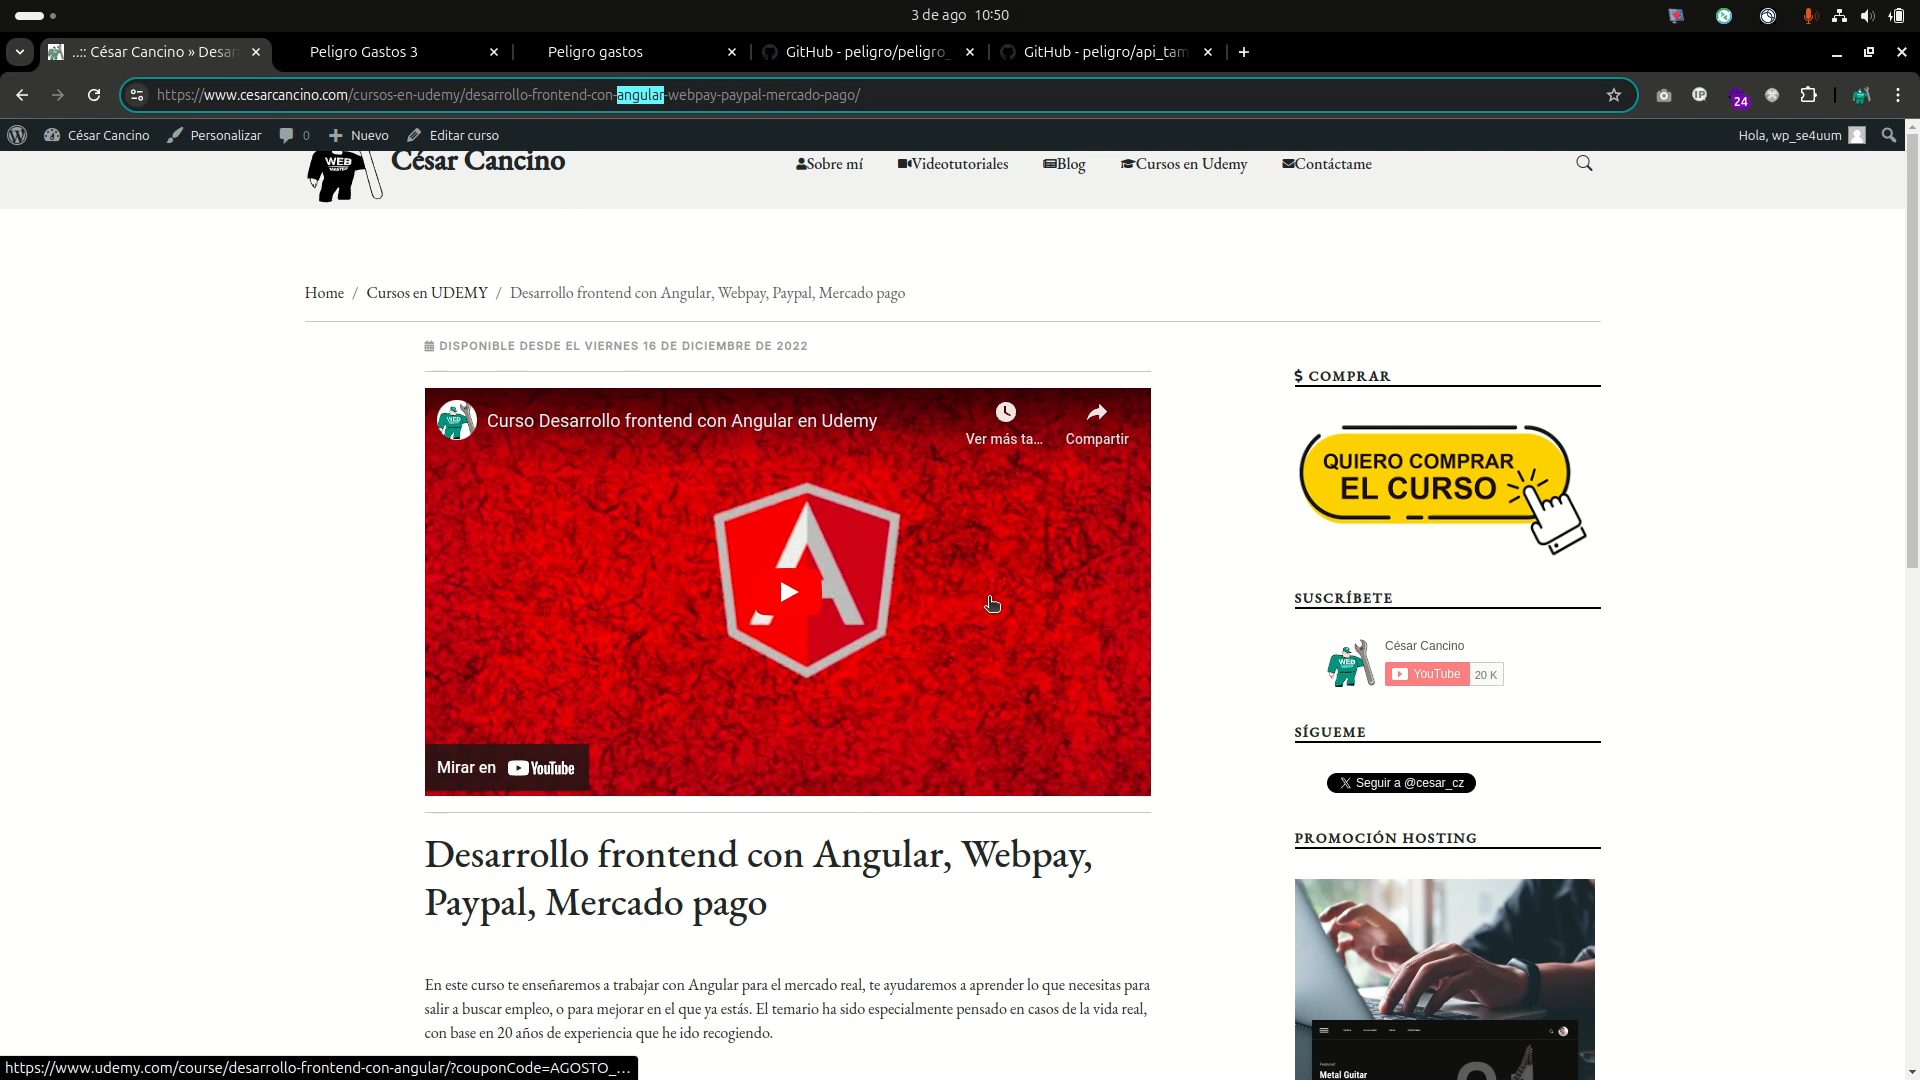 3 de ago 10:50
..:: César Cancino » Desar
Peligro Gastos 3
Peligro gastos
GitHub - peligro/peligro_
GitHub - peligro/api_tam
https://www.cesarcancino.com/cursos-en-udemy/desarrollo-frontend-con-angular-webpay-paypal-mercado-pago/
24
César Cancino
Personalizar
0
Nuevo
Editar curso
Hola, wp_se4uum
WEB
MASTER
César Cancino
Sobre mí
Videotutoriales
Blog
Cursos en Udemy
Contáctame
Home / Cursos en UDEMY / Desarrollo frontend con Angular, Webpay, Paypal, Mercado pago
DISPONIBLE DESDE EL VIERNES 16 DE DICIEMBRE DE 2022
Curso Desarrollo frontend con Angular en Udemy
Ver más ta...
Compartir
Mirar en YouTube
Desarrollo frontend con Angular, Webpay,
Paypal, Mercado pago
En este curso te enseñaremos a trabajar con Angular para el mercado real, te ayudaremos a aprender lo que necesitas para
salir a buscar empleo, o para mejorar en el que ya estás. El temario ha sido especialmente pensado en casos de la vida real,
con base en 20 años de experiencia que he ido recogiendo.
$ COMPRAR
QUIERO COMPRAR
EL CURSO
SUSCRÍBETE
WEB
César Cancino
YouTube 20 K
SÍGUEME
Seguir a @cesar_cz
PROMOCIÓN HOSTING
Metal Guitar
https://www.udemy.com/course/desarrollo-frontend-con-angular/?couponCode=AGOSTO_...